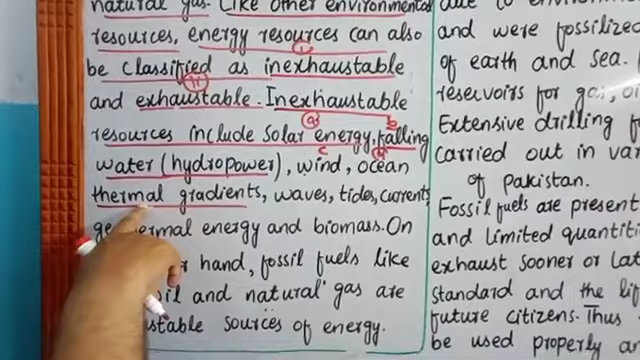 natural gas. Like other environmental
resources, energy resources can also
be classified as inexhaustable
and exhaustable. Inexhaustable
resources include solar energy, falling
water (hydropower), wind, ocean
thermal gradients, waves, tides, currents,
thermal energy and biomass. On
hand, fossil fuels like
and natural gas are
sources of energy.
and were fossilized
of earth and sea.
reservoirs for gas,
Extensive drilling
carried out in
of Pakistan.
Fossil fuels are present
and limited
exhaust sooner or
standard and the
future citizens. Thus
be used properly